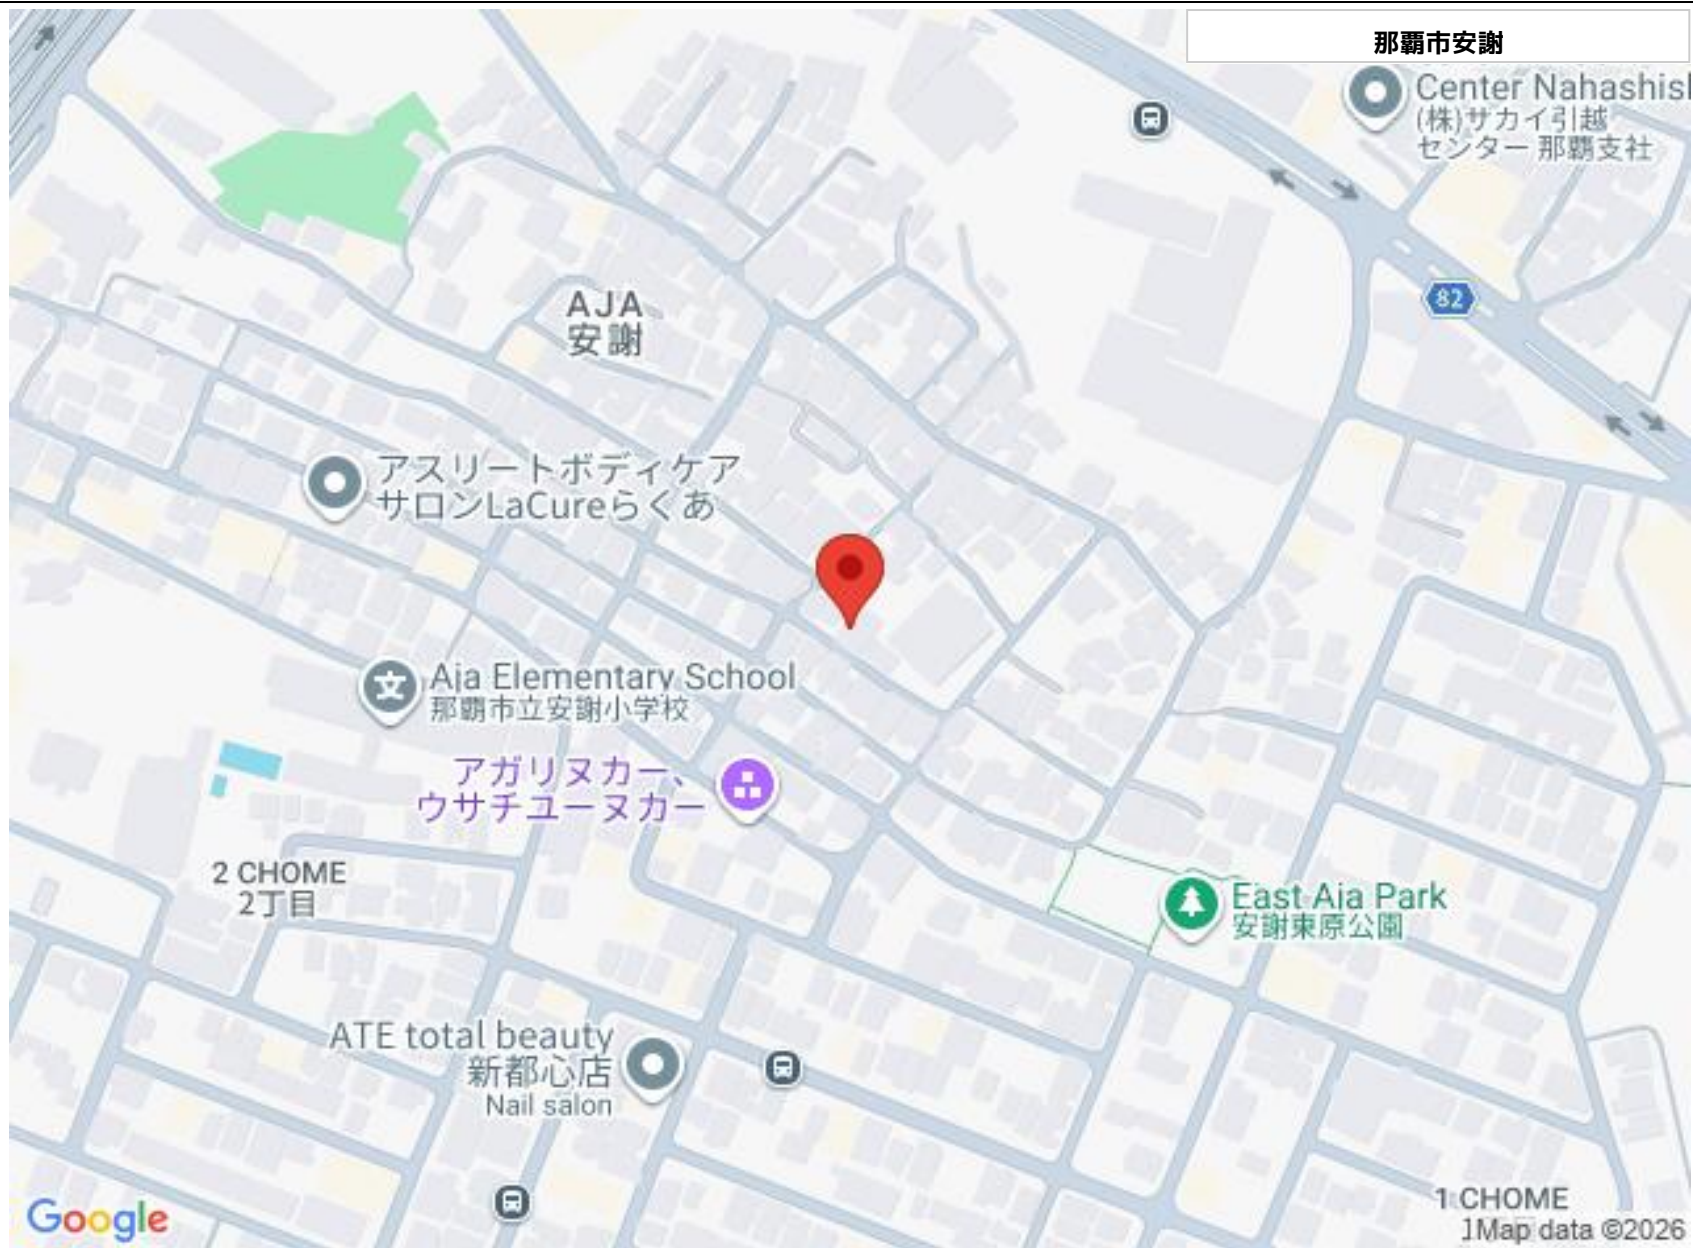 那覇市安謝
Center Nahashish
(株)サカイ引越
センター 那覇支社
82
AJA
安謝
アスリートボディケア
サロンLaCureらくあ
Aja Elementary School
那覇市立安謝小学校
文
アガリヌカー、
ウサチユーヌカー
2 CHOME
2丁目
East Aja Park
安謝東原公園
ATE total beauty
新都心店
Nail salon
1 CHOME
Google
Map data ©2026